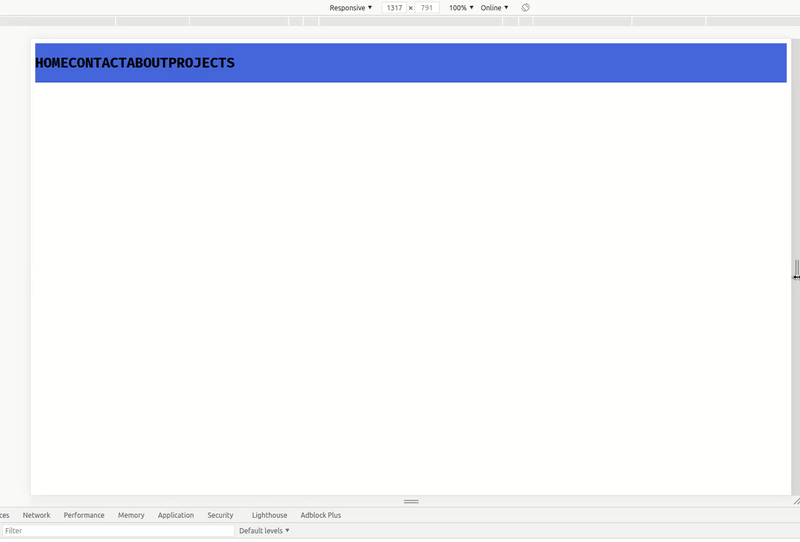 Responsive ▼ 1317 × 791 100% ▼ Online ▼
HOMECONTACTABOUTPROJECTS
ces Network Performance Memory Application Security Lighthouse Adblock Plus
Filter Default levels ▼